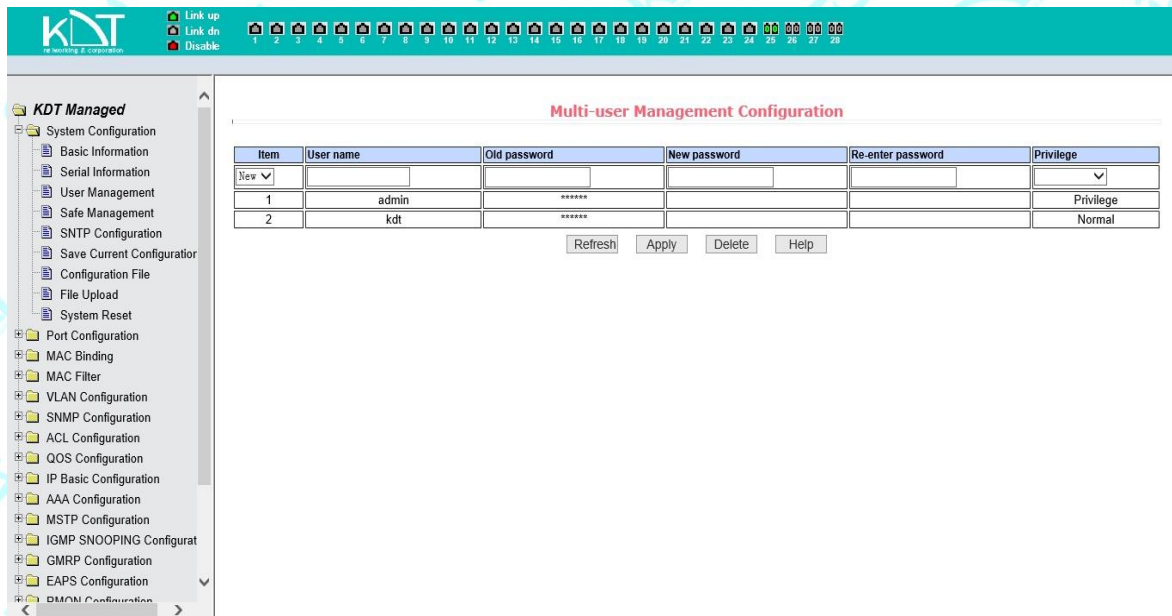 KDT
networking & corporation
Link up
Link dn
Disable
1 2 3 4 5 6 7 8 9 10 11 12 13 14 15 16 17 18 19 20 21 22 23 24 25 26 27 28
KDT Managed
System Configuration
Basic Information
Serial Information
User Management
Safe Management
SNTP Configuration
Save Current Configuration
Configuration File
File Upload
System Reset
Port Configuration
MAC Binding
MAC Filter
VLAN Configuration
SNMP Configuration
ACL Configuration
QOS Configuration
IP Basic Configuration
AAA Configuration
MSTP Configuration
IGMP SNOOPING Configurat
GMRP Configuration
EAPS Configuration
RMON Configuration
Multi-user Management Configuration
Item User name Old password New password Re-enter password Privilege
New
1 admin ****** Privilege
2 kdt ****** Normal
Refresh Apply Delete Help